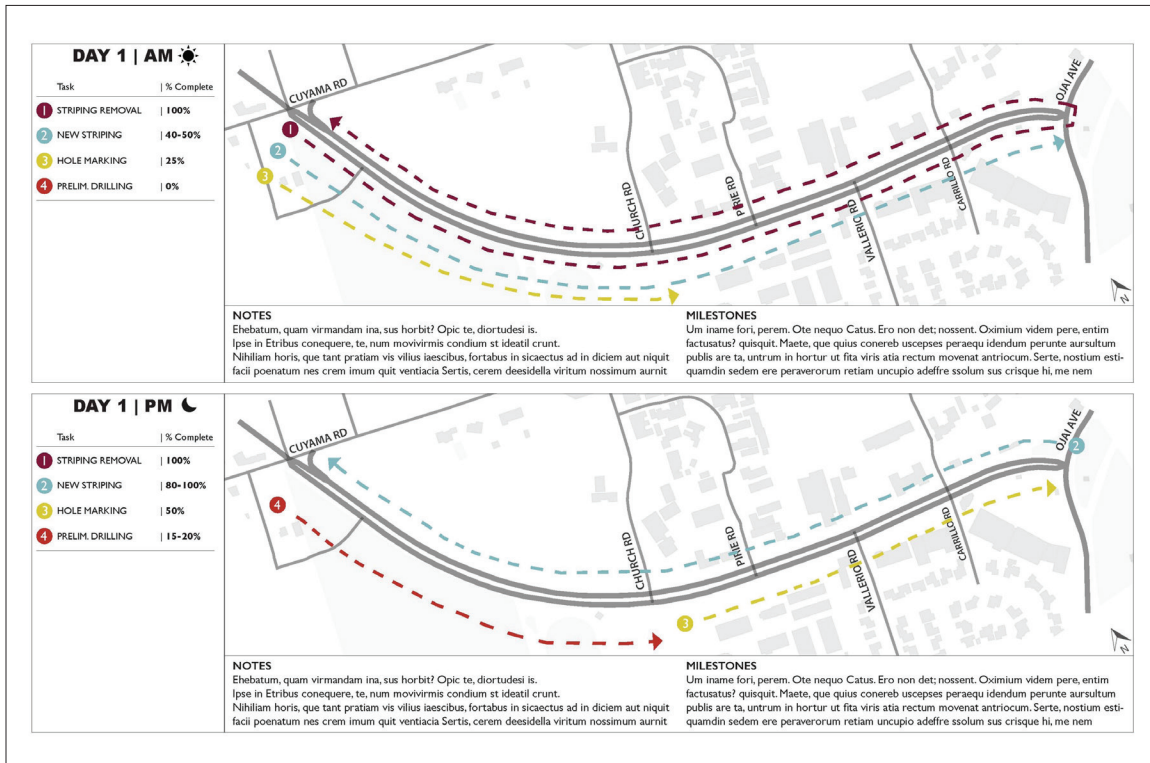 DAY 1 | AM
Task | % Complete
1 STRIPING REMOVAL | 100%
2 NEW STRIPING | 40-50%
3 HOLE MARKING | 25%
4 PRELIM. DRILLING | 0%
CUYAMA RD
1
2
3
CHURCH RD
PIRIE RD
VALLERIO RD
CARRILLO RD
OJAI AVE
N
NOTES
Ehebatum, quam virmandam ina, sus horbit? Opic te, diortudesi is.
Ipse in Etribus conequere, te, num movivirmis condium st ideatil crunt.
Nihiliam horis, que tant pratiam vis vilius iaescibus, fortabus in sicaectus ad in diciem aut niquit
facii poenatum nes crem imum quit ventiacia Sertis, cerem deesidella viritum nossimum aurnit
MILESTONES
Um iname fori, perem. Ote nequo Catus. Ero non det; nossent. Oximium videm pere, entim
factusatus? quisquit. Maete, que quius conereb uscepses peraequ idendum perunte aursultum
publis are ta, untrum in hortur ut fita viris atia rectum movenat antriocum. Serte, nostium esti-
quamdin sedem ere peraverorum retiam uncupio adeffre ssolum sus crisque hi, me nem
DAY 1 | PM
Task | % Complete
1 STRIPING REMOVAL | 100%
2 NEW STRIPING | 80-100%
3 HOLE MARKING | 50%
4 PRELIM. DRILLING | 15-20%
CUYAMA RD
4
CHURCH RD
PIRIE RD
3
VALLERIO RD
CARRILLO RD
OJAI AVE
2
N
NOTES
Ehebatum, quam virmandam ina, sus horbit? Opic te, diortudesi is.
Ipse in Etribus conequere, te, num movivirmis condium st ideatil crunt.
Nihiliam horis, que tant pratiam vis vilius iaescibus, fortabus in sicaectus ad in diciem aut niquit
facii poenatum nes crem imum quit ventiacia Sertis, cerem deesidella viritum nossimum aurnit
MILESTONES
Um iname fori, perem. Ote nequo Catus. Ero non det; nossent. Oximium videm pere, entim
factusatus? quisquit. Maete, que quius conereb uscepses peraequ idendum perunte aursultum
publis are ta, untrum in hortur ut fita viris atia rectum movenat antriocum. Serte, nostium esti-
quamdin sedem ere peraverorum retiam uncupio adeffre ssolum sus crisque hi, me nem